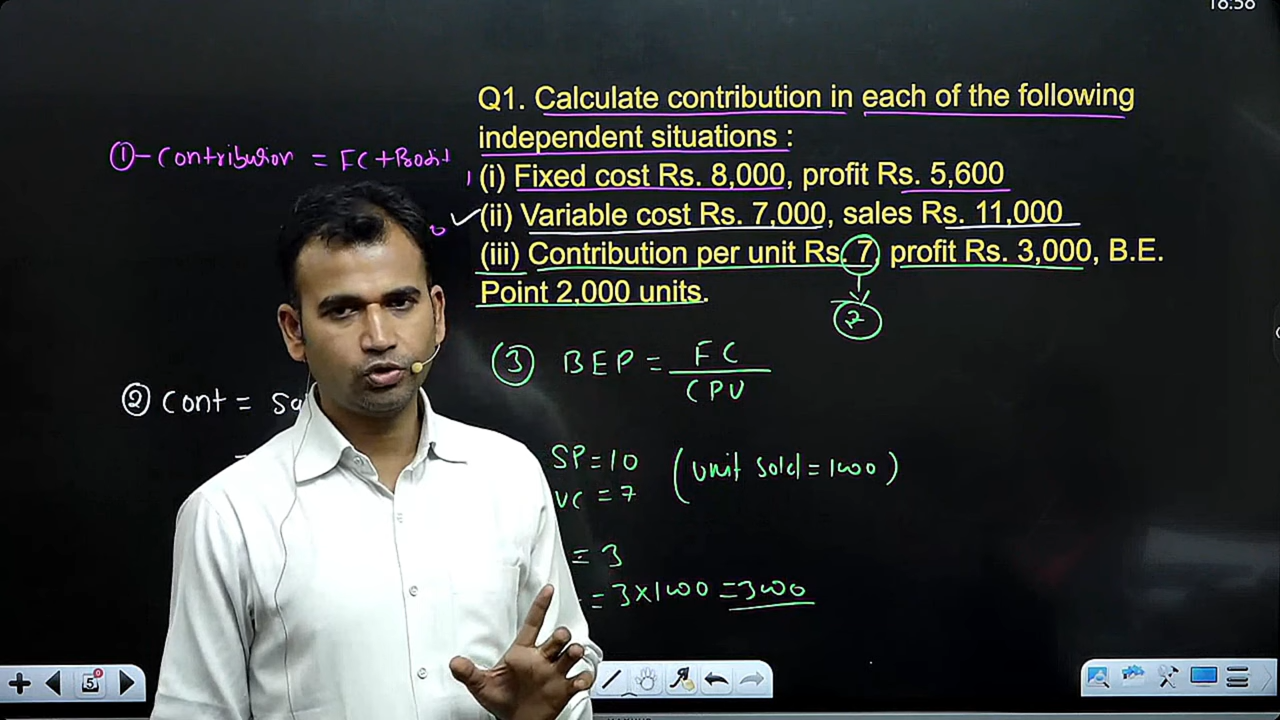 18:58
Q1. Calculate contribution in each of the following
independent situations :
(i) Fixed cost Rs. 8,000, profit Rs. 5,600
(ii) Variable cost Rs. 7,000, sales Rs. 11,000
(iii) Contribution per unit Rs. 7, profit Rs. 3,000, B.E.
Point 2,000 units.
7
①- Contribution = FC +
② Cont =
③ BEP = FC
CPU
SP = 10 (unit sold = 1000)
VC = 7
= 3
= 3 × 1000 = 3000
5